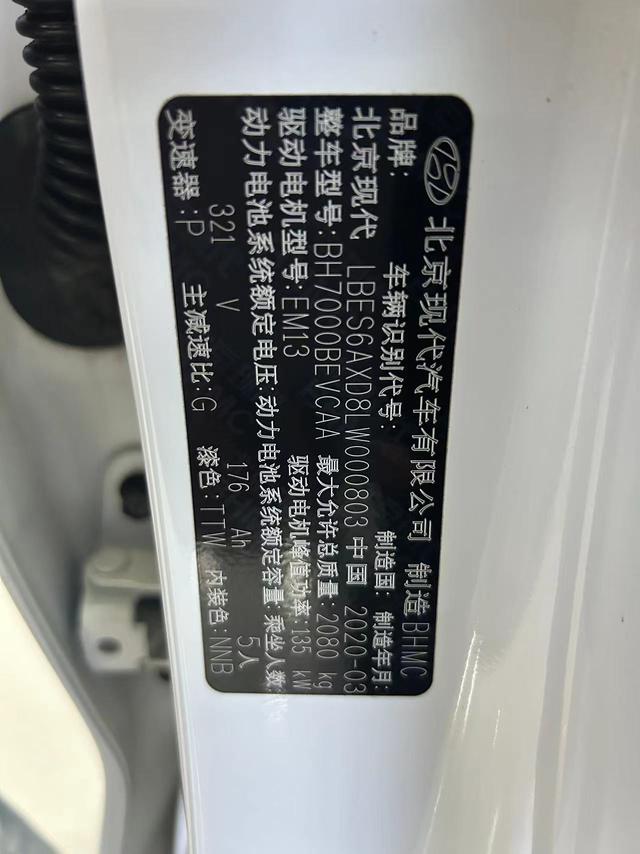 北京现代汽车有限公司 制造 BHMC
品牌: 车辆识别代号: 制造国: 制造年月:
北京现代 LBES6AXD8LW000803 中国 2020-03
整车型号: BH7000BEVCAA 最大允许总质量: 2080 kg
驱动电机型号: EM13 驱动电机峰值功率: 135 kW
动力电池系统额定电压: 动力电池系统额定容量: 乘坐人数:
321 V 176 Ah 5人
变速器: P 主减速比: G 漆色: TTW 内装色: NNB